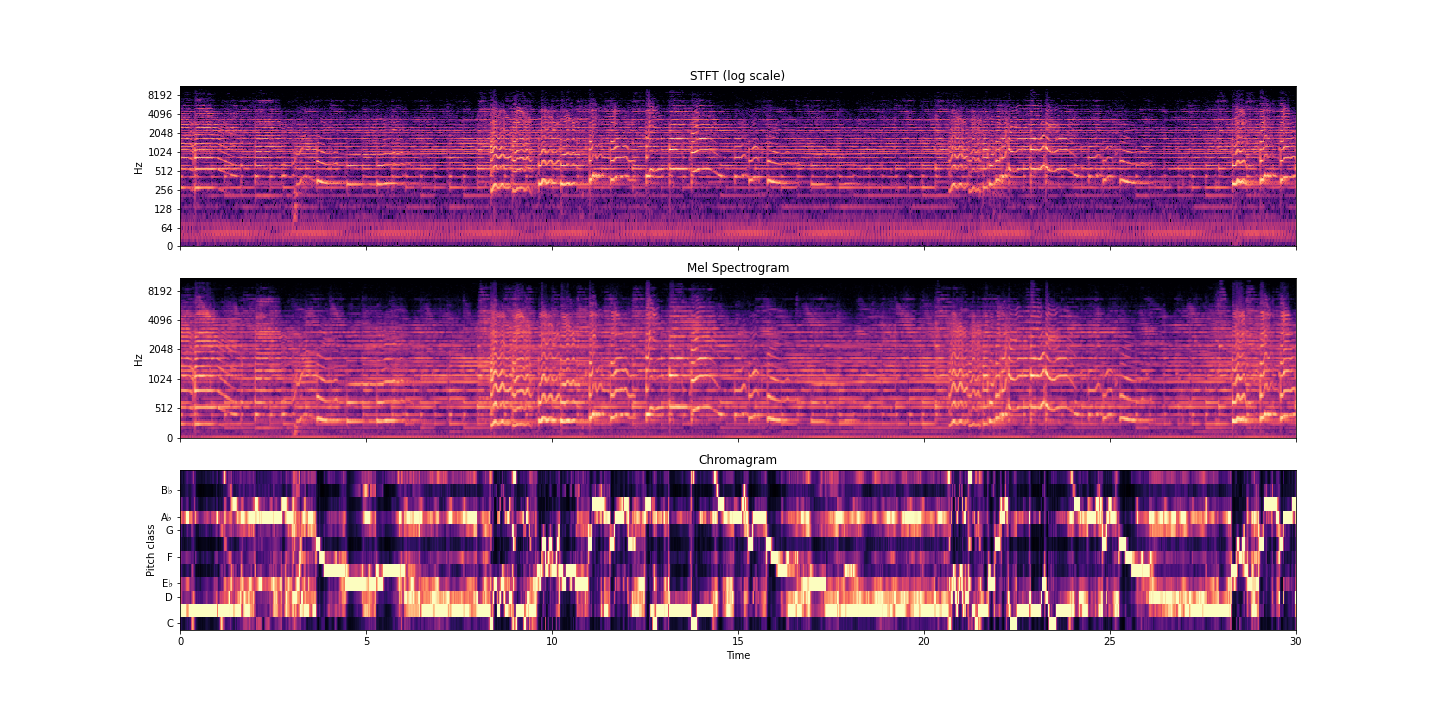 STFT (log scale)
Hz
8192
4096
2048
1024
512
256
128
64
0
Mel Spectrogram
Hz
8192
4096
2048
1024
512
0
Chromagram
Pitch class
B♭
A♭
G
F
E♭
D
C
0 5 10 15 20 25 30
Time